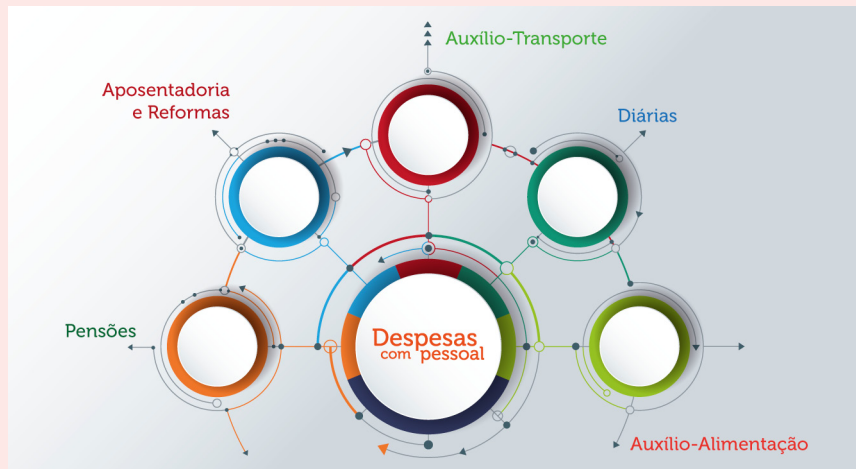 Auxílio-Transporte
Aposentadoria
e Reformas
Diárias
Pensões
Despesas
com pessoal
Auxílio-Alimentação